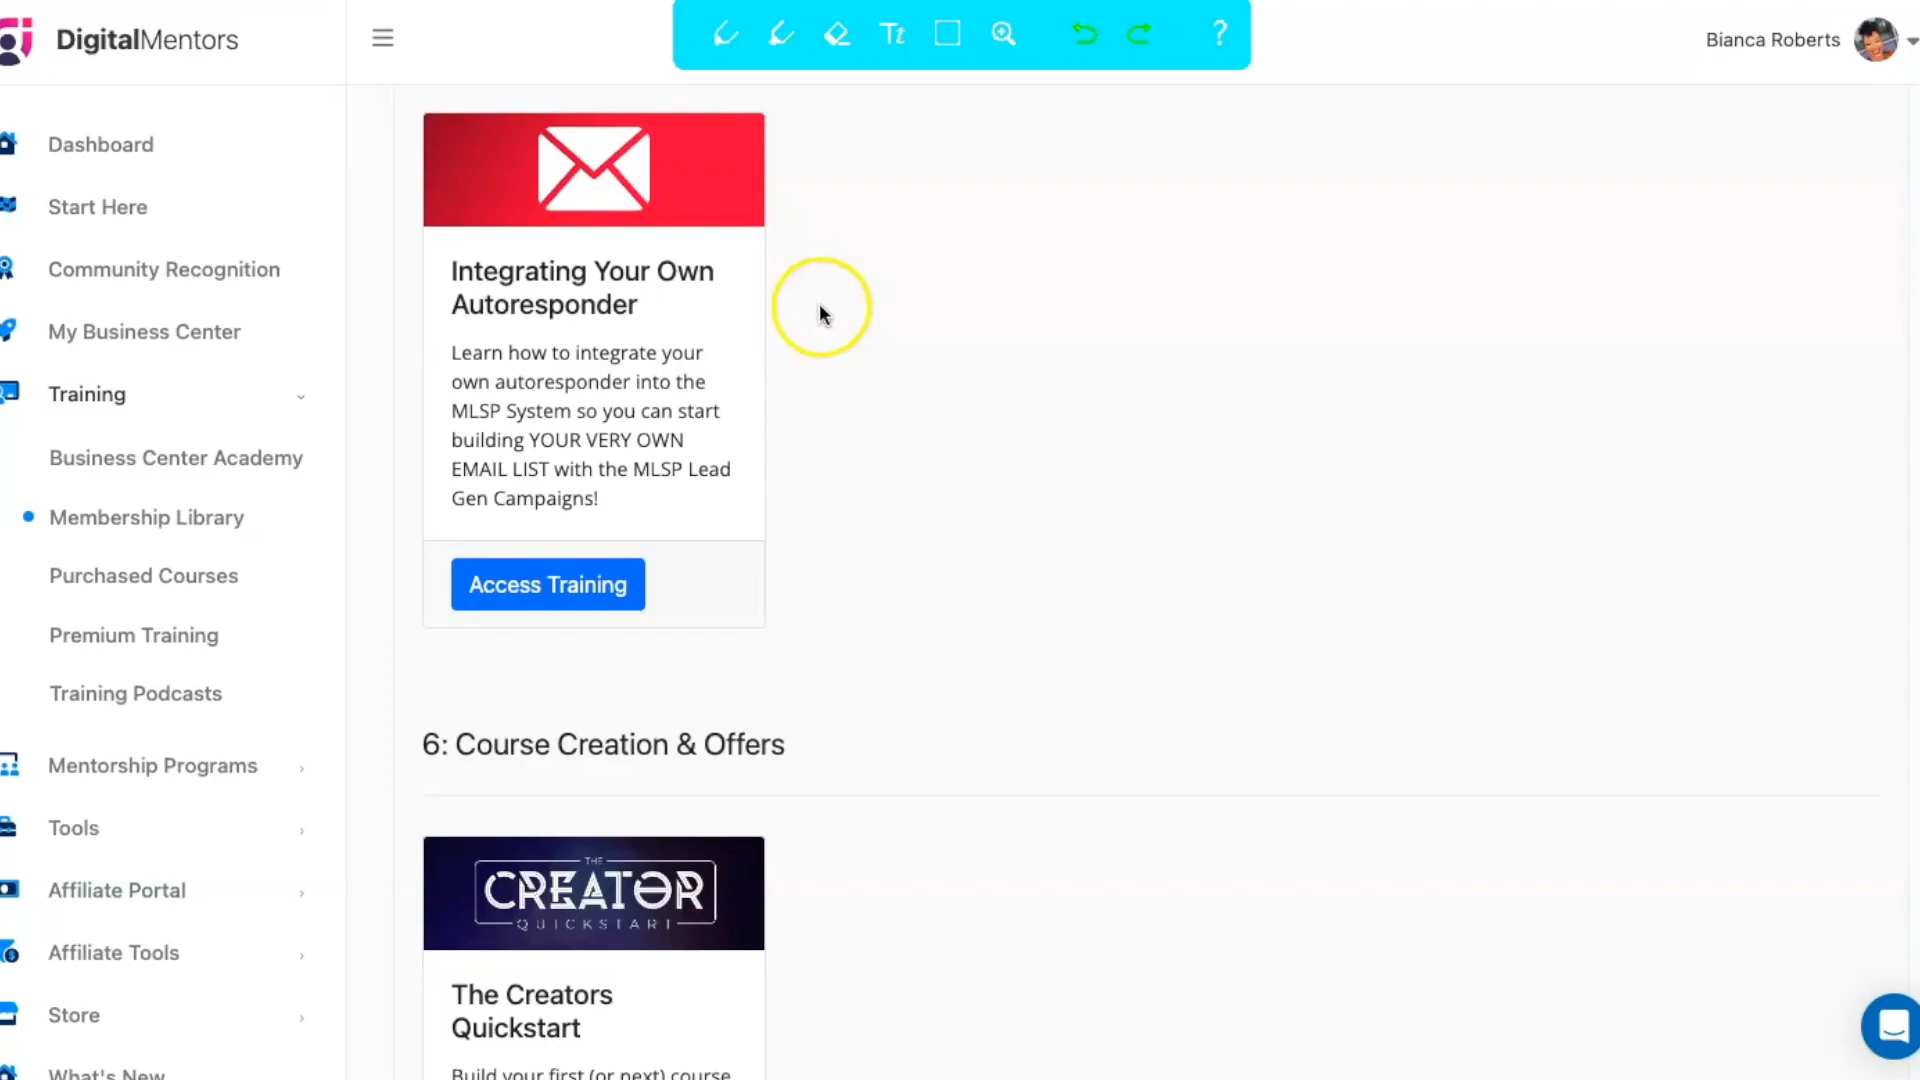 DigitalMentors
Tt
?
Bianca Roberts
Dashboard
Start Here
Community Recognition
My Business Center
Training
Business Center Academy
Membership Library
Purchased Courses
Premium Training
Training Podcasts
Mentorship Programs
Tools
Affiliate Portal
Affiliate Tools
Store
What's New
Integrating Your Own
Autoresponder
Learn how to integrate your
own autoresponder into the
MLSP System so you can start
building YOUR VERY OWN
EMAIL LIST with the MLSP Lead
Gen Campaigns!
Access Training
6: Course Creation & Offers
THE
CREATOR
QUICKSTART
The Creators
Quickstart
Build your first (or next) course